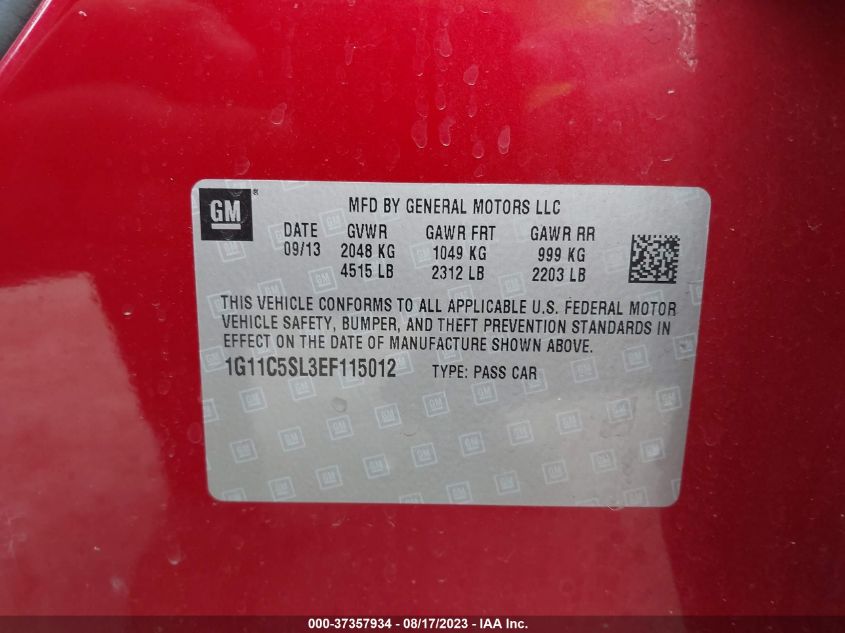 GM ®
MFD BY GENERAL MOTORS LLC
DATE GVWR GAWR FRT GAWR RR
09/13 2048 KG 1049 KG 999 KG
4515 LB 2312 LB 2203 LB
THIS VEHICLE CONFORMS TO ALL APPLICABLE U.S. FEDERAL MOTOR
VEHICLE SAFETY, BUMPER, AND THEFT PREVENTION STANDARDS IN
EFFECT ON THE DATE OF MANUFACTURE SHOWN ABOVE.
1G11C5SL3EF115012 TYPE: PASS CAR
000-37357934 - 08/17/2023 - IAA Inc.